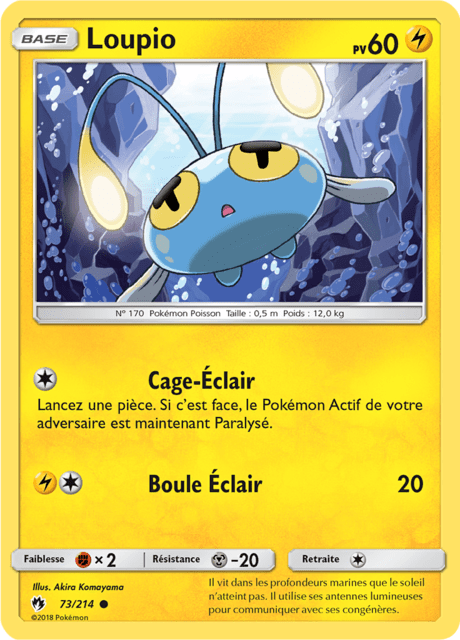 BASE Loupio PV60
N° 170 Pokémon Poisson Taille : 0,5 m Poids : 12,0 kg
Cage-Éclair
Lancez une pièce. Si c'est face, le Pokémon Actif de votre
adversaire est maintenant Paralysé.
Boule Éclair 20
Faiblesse ×2 Résistance -20 Retraite
Illus. Akira Komayama
73/214
©2018 Pokémon
Il vit dans les profondeurs marines que le soleil
n'atteint pas. Il utilise ses antennes lumineuses
pour communiquer avec ses congénères.